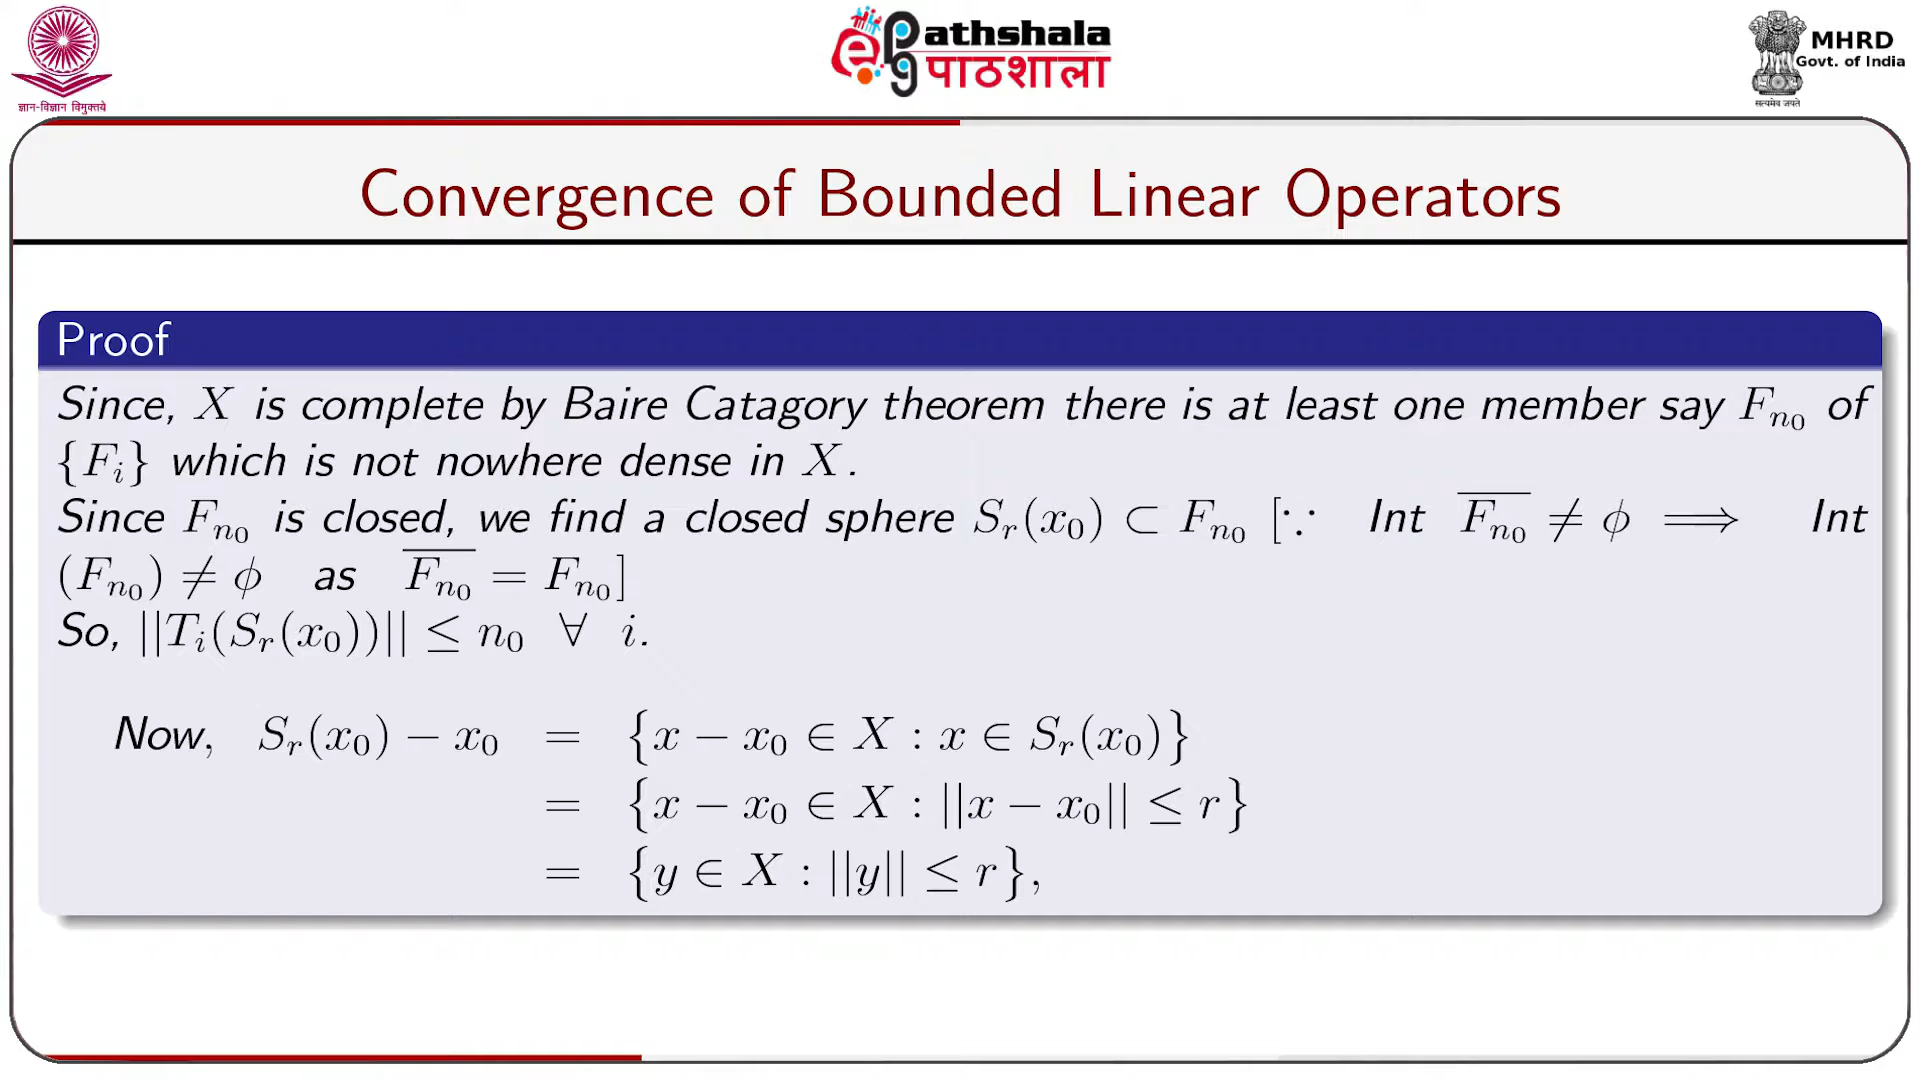 ज्ञान-विज्ञान विमुक्तये
ePathshala
पाठशाला
MHRD
Govt. of India
सत्यमेव जयते
Convergence of Bounded Linear Operators
Proof
Since, X is complete by Baire Catagory theorem there is at least one member say F_{n_0} of
{F_i} which is not nowhere dense in X.
Since F_{n_0} is closed, we find a closed sphere S_r(x_0) ⊂ F_{n_0} [∵ Int \overline{F_{n_0}} ≠ ϕ ⟹ Int
(F_{n_0}) ≠ ϕ as \overline{F_{n_0}} = F_{n_0}]
So, ||T_i(S_r(x_0))|| ≤ n_0 ∀ i.
Now, S_r(x_0) − x_0 = {x − x_0 ∈ X : x ∈ S_r(x_0)}
= {x − x_0 ∈ X : ||x − x_0|| ≤ r}
= {y ∈ X : ||y|| ≤ r},